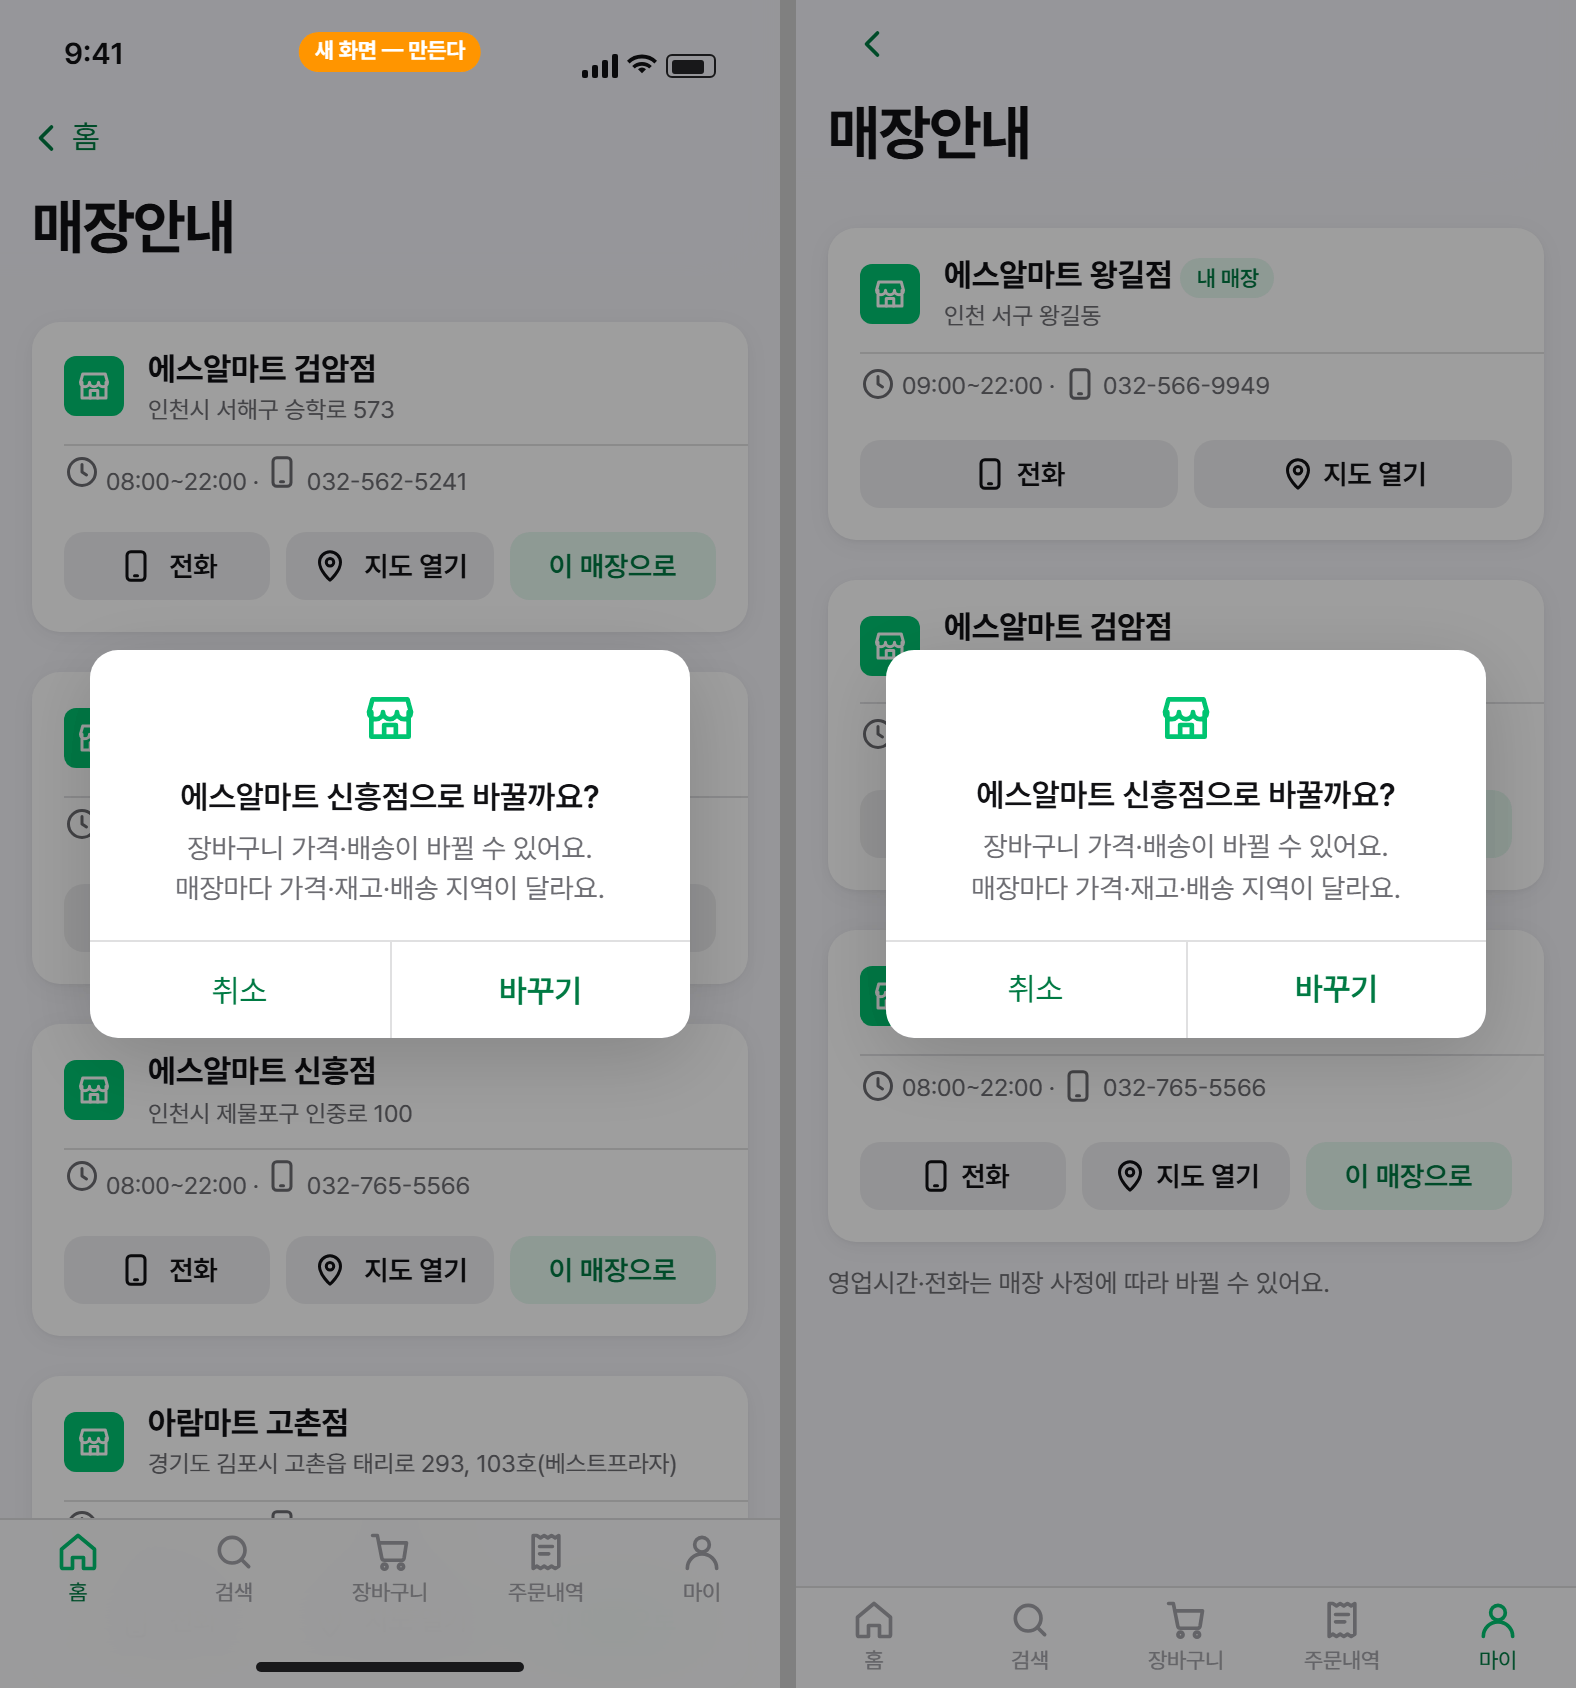 9:41
새 화면 — 만든다
홈
매장안내
에스알마트 검암점
인천시 서해구 승학로 573
08:00~22:00 · 032-562-5241
전화
지도 열기
이 매장으로
에스알마트 신흥점으로 바꿀까요?
장바구니 가격·배송이 바뀔 수 있어요.
매장마다 가격·재고·배송 지역이 달라요.
취소
바꾸기
에스알마트 신흥점
인천시 제물포구 인중로 100
08:00~22:00 · 032-765-5566
전화
지도 열기
이 매장으로
아람마트 고촌점
경기도 김포시 고촌읍 태리로 293, 103호(베스트프라자)
홈
검색
장바구니
주문내역
마이
매장안내
에스알마트 왕길점
내 매장
인천 서구 왕길동
09:00~22:00 · 032-566-9949
전화
지도 열기
에스알마트 검암점
에스알마트 신흥점으로 바꿀까요?
장바구니 가격·배송이 바뀔 수 있어요.
매장마다 가격·재고·배송 지역이 달라요.
취소
바꾸기
08:00~22:00 · 032-765-5566
전화
지도 열기
이 매장으로
영업시간·전화는 매장 사정에 따라 바뀔 수 있어요.
홈
검색
장바구니
주문내역
마이